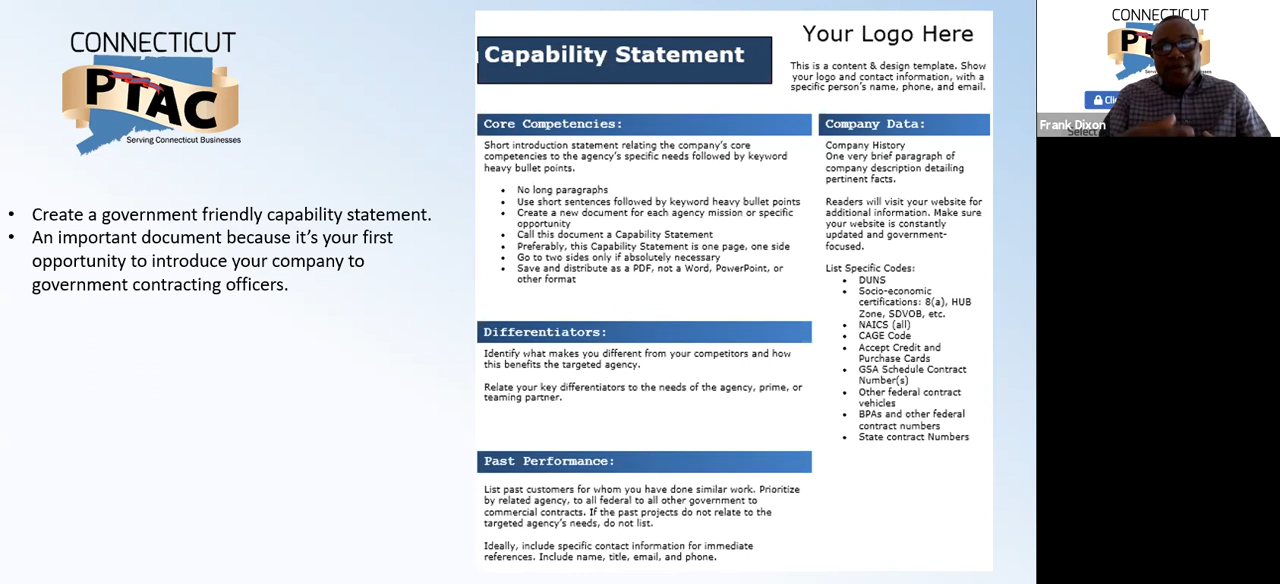 CONNECTICUT
PTAC
Serving Connecticut Businesses
• Create a government friendly capability statement.
• An important document because it's your first
opportunity to introduce your company to
government contracting officers.
Capability Statement
Your Logo Here
This is a content & design template. Show
your logo and contact information, with a
specific person's name, phone, and email.
Core Competencies:
Short introduction statement relating the company's core
competencies to the agency's specific needs followed by keyword
heavy bullet points.
• No long paragraphs
• Use short sentences followed by keyword heavy bullet points
• Create a new document for each agency mission or specific
opportunity
• Call this document a Capability Statement
• Preferably, this Capability Statement is one page, one side
• Go to two sides only if absolutely necessary
• Save and distribute as a PDF, not a Word, PowerPoint, or
other format
Differentiators:
Identify what makes you different from your competitors and how
this benefits the targeted agency.
Relate your key differentiators to the needs of the agency, prime, or
teaming partner.
Past Performance:
List past customers for whom you have done similar work. Prioritize
by related agency, to all federal to all other government to
commercial contracts. If the past projects do not relate to the
targeted agency's needs, do not list.
Ideally, include specific contact information for immediate
references. Include name, title, email, and phone.
Company Data:
Company History
One very brief paragraph of
company description detailing
pertinent facts.
Readers will visit your website for
additional information. Make sure
your website is constantly
updated and government-
focused.
List Specific Codes:
• DUNS
• Socio-economic
certifications: 8(a), HUB
Zone, SDVOB, etc.
• NAICS (all)
• CAGE Code
• Accept Credit and
Purchase Cards
• GSA Schedule Contract
Number(s)
• Other federal contract
vehicles
• BPAs and other federal
contract numbers
• State contract Numbers
CONNECTICUT
Frank Dixon